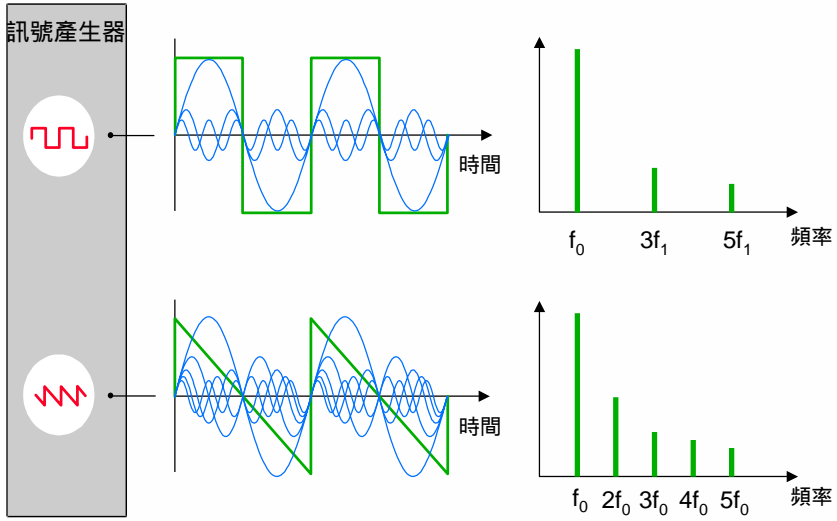 訊號產生器
時間
f₀ 3f₁ 5f₁ 頻率
時間
f₀ 2f₀ 3f₀ 4f₀ 5f₀ 頻率